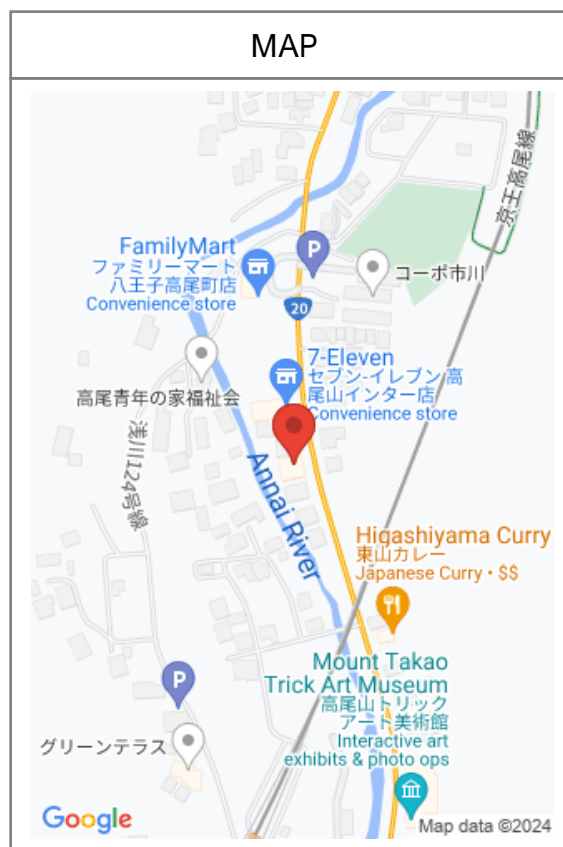 MAP
京王高尾線
FamilyMart
ファミリーマート
八王子高尾町店
Convenience store
P
コーポ市川
20
7-Eleven
セブン-イレブン 高
尾山インター店
Convenience store
高尾青年の家福祉会
浅川124号線
Annai River
Higashiyama Curry
東山カレー
Japanese Curry • $$
Mount Takao
Trick Art Museum
高尾山トリック
アート美術館
Interactive art
exhibits & photo ops
P
グリーンテラス
Google
Map data ©2024